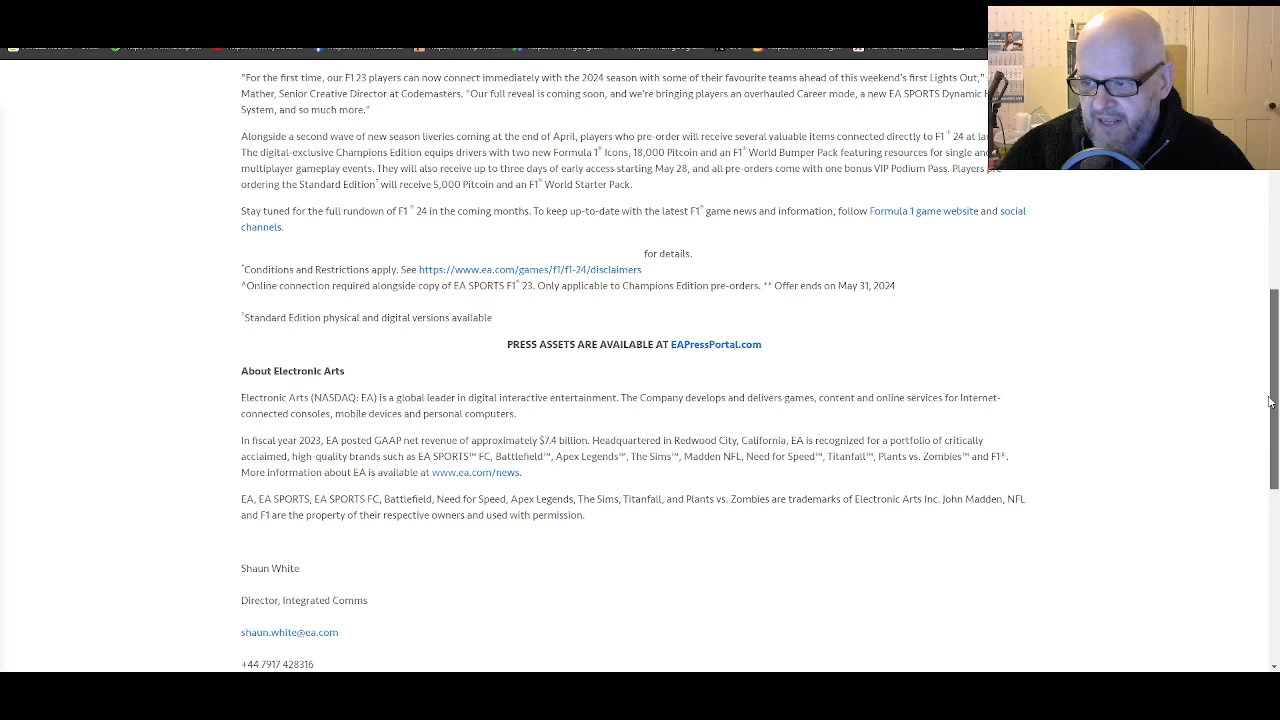 "For the first time, our F1 23 players can now connect immediately with the 2024 season with some of their favourite teams ahead of this weekend's first Lights Out,"
Mather, Senior Creative Director at Codemasters. "Our full reveal is coming soon, and we're bringing players an overhauled Career mode, a new EA SPORTS Dynamic
System, and so much more."
Alongside a second wave of new season liveries coming at the end of April, players who pre-order will receive several valuable items connected directly to F1® 24 at
The digital-exclusive Champions Edition equips drivers with two new Formula 1® Icons, 18,000 Pitcoin and an F1® World Bumper Pack featuring resources for single
multiplayer gameplay events. They will also receive up to three days of early access starting May 28, and all pre-orders come with one bonus VIP Podium Pass. Players
ordering the Standard Edition† will receive 5,000 Pitcoin and an F1® World Starter Pack.
Stay tuned for the full rundown of F1® 24 in the coming months. To keep up-to-date with the latest F1® game news and information, follow Formula 1 game website and social
channels.
for details.
*Conditions and Restrictions apply. See https://www.ea.com/games/f1/f1-24/disclaimers
^Online connection required alongside copy of EA SPORTS F1® 23. Only applicable to Champions Edition pre-orders. ** Offer ends on May 31, 2024
†Standard Edition physical and digital versions available
PRESS ASSETS ARE AVAILABLE AT EAPressPortal.com
About Electronic Arts
Electronic Arts (NASDAQ: EA) is a global leader in digital interactive entertainment. The Company develops and delivers games, content and online services for Internet-
connected consoles, mobile devices and personal computers.
In fiscal year 2023, EA posted GAAP net revenue of approximately $7.4 billion. Headquartered in Redwood City, California, EA is recognized for a portfolio of critically
acclaimed, high-quality brands such as EA SPORTS™ FC, Battlefield™, Apex Legends™, The Sims™, Madden NFL, Need for Speed™, Titanfall™, Plants vs. Zombies™ and F1®.
More information about EA is available at www.ea.com/news.
EA, EA SPORTS, EA SPORTS FC, Battlefield, Need for Speed, Apex Legends, The Sims, Titanfall, and Plants vs. Zombies are trademarks of Electronic Arts Inc. John Madden, NFL
and F1 are the property of their respective owners and used with permission.
Shaun White
Director, Integrated Comms
shaun.white@ea.com
+44 7917 428316